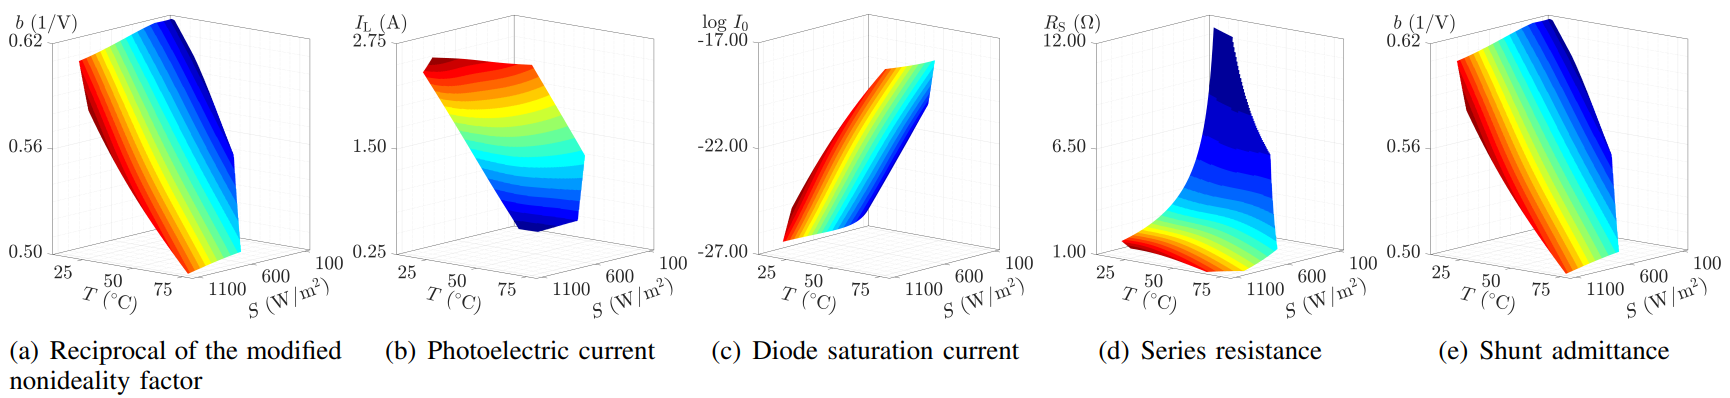 b (1/V)
0.62
0.56
0.50
25
50
75
T (°C)
1100
600
100
S (W/m²)
(a) Reciprocal of the modified
nonideality factor
I_L (A)
2.75
1.50
0.25
25
50
75
T (°C)
1100
600
100
S (W/m²)
(b) Photoelectric current
log I₀
-17.00
-22.00
-27.00
25
50
75
T (°C)
1100
600
100
S (W/m²)
(c) Diode saturation current
R_S (Ω)
12.00
6.50
1.00
25
50
75
T (°C)
1100
600
100
S (W/m²)
(d) Series resistance
b (1/V)
0.62
0.56
0.50
25
50
75
T (°C)
1100
600
100
S (W/m²)
(e) Shunt admittance